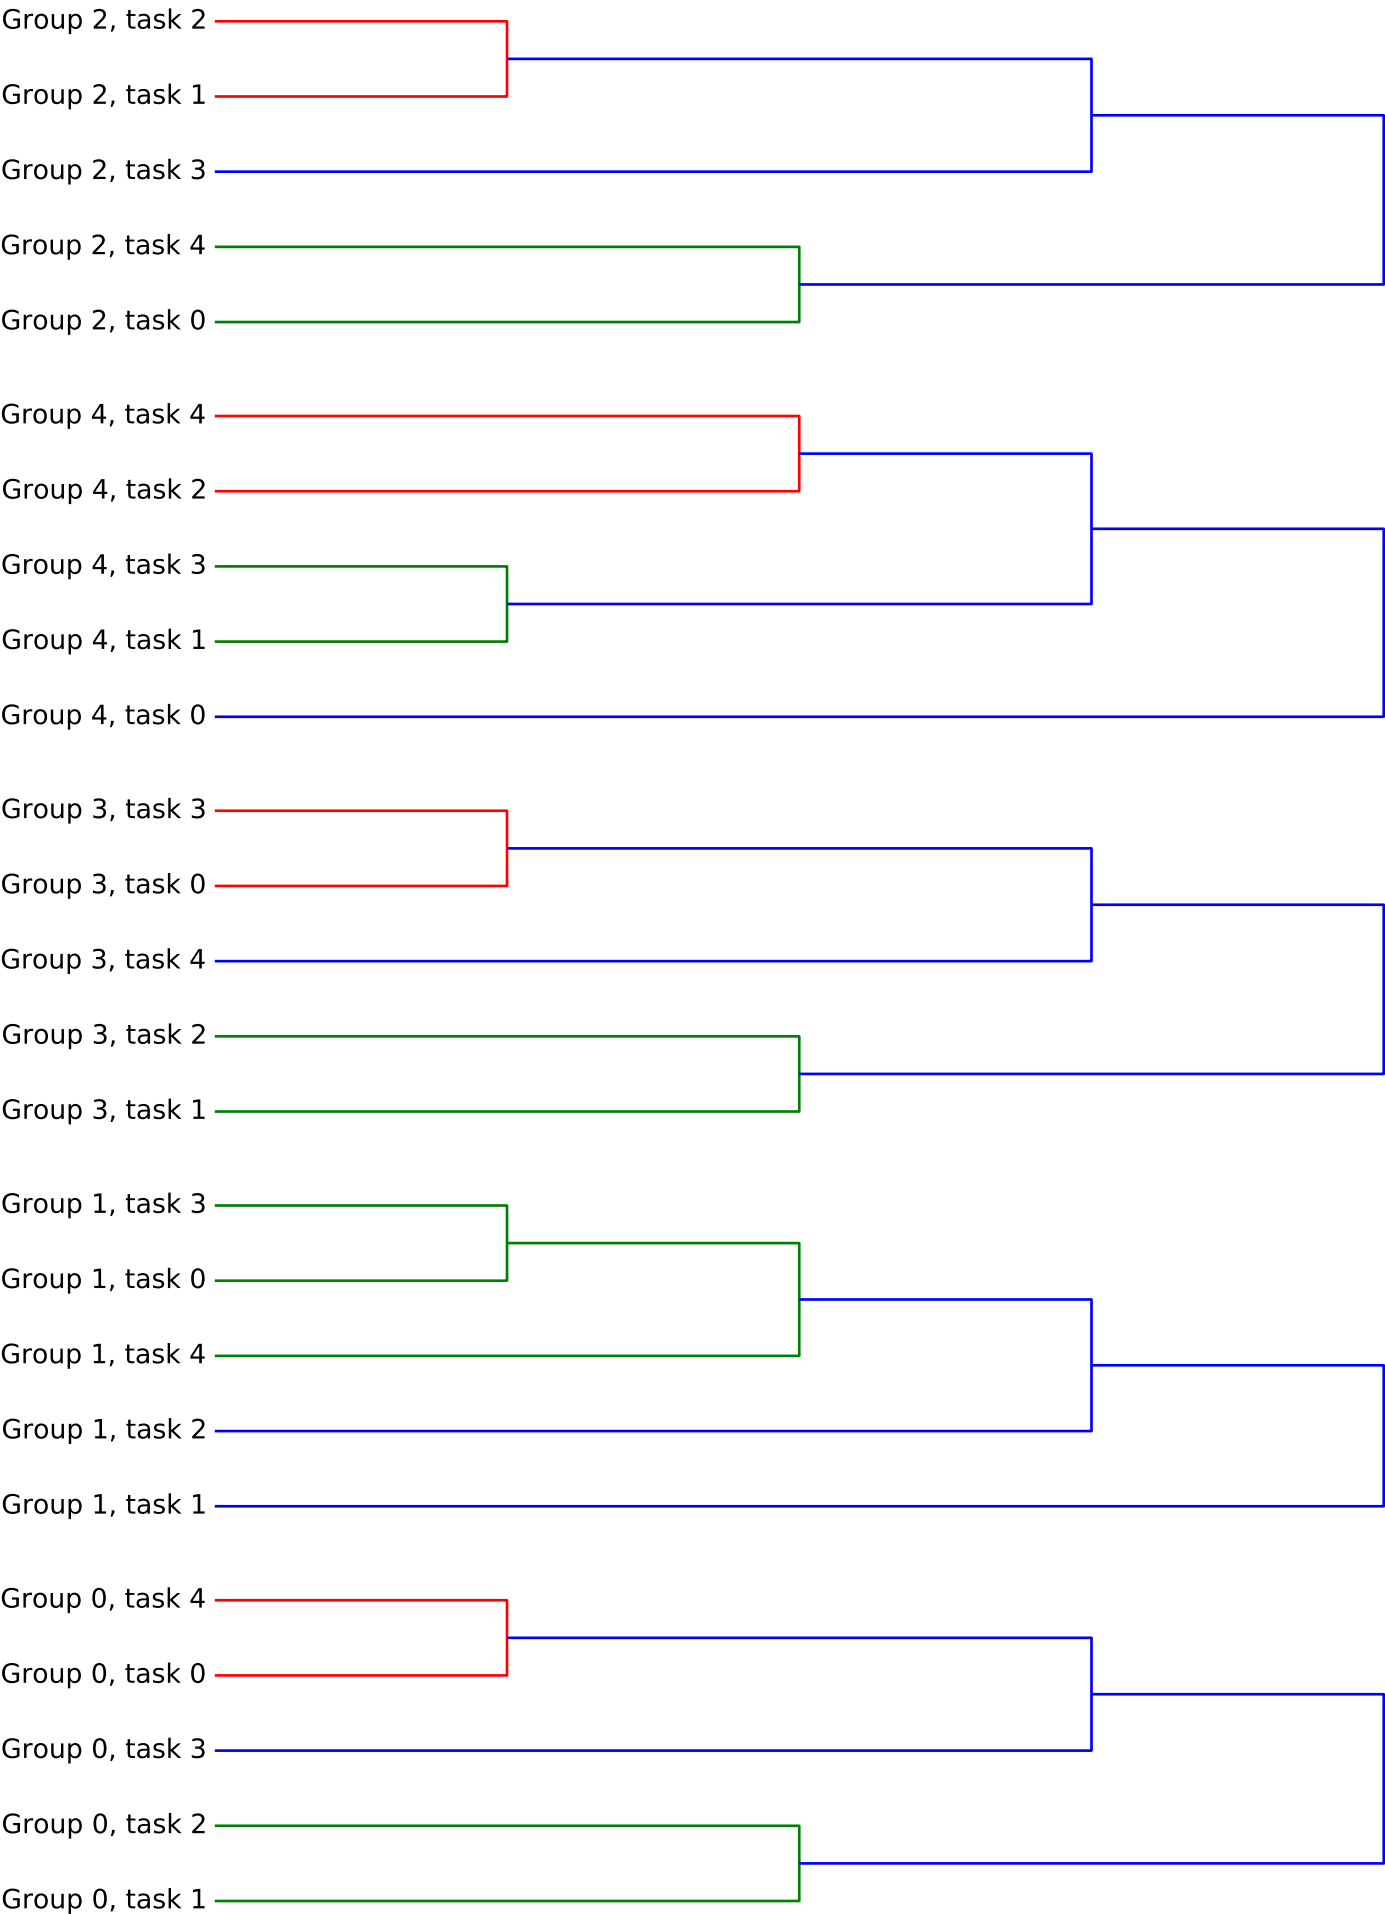 Group 2, task 2
Group 2, task 1
Group 2, task 3
Group 2, task 4
Group 2, task 0
Group 4, task 4
Group 4, task 2
Group 4, task 3
Group 4, task 1
Group 4, task 0
Group 3, task 3
Group 3, task 0
Group 3, task 4
Group 3, task 2
Group 3, task 1
Group 1, task 3
Group 1, task 0
Group 1, task 4
Group 1, task 2
Group 1, task 1
Group 0, task 4
Group 0, task 0
Group 0, task 3
Group 0, task 2
Group 0, task 1